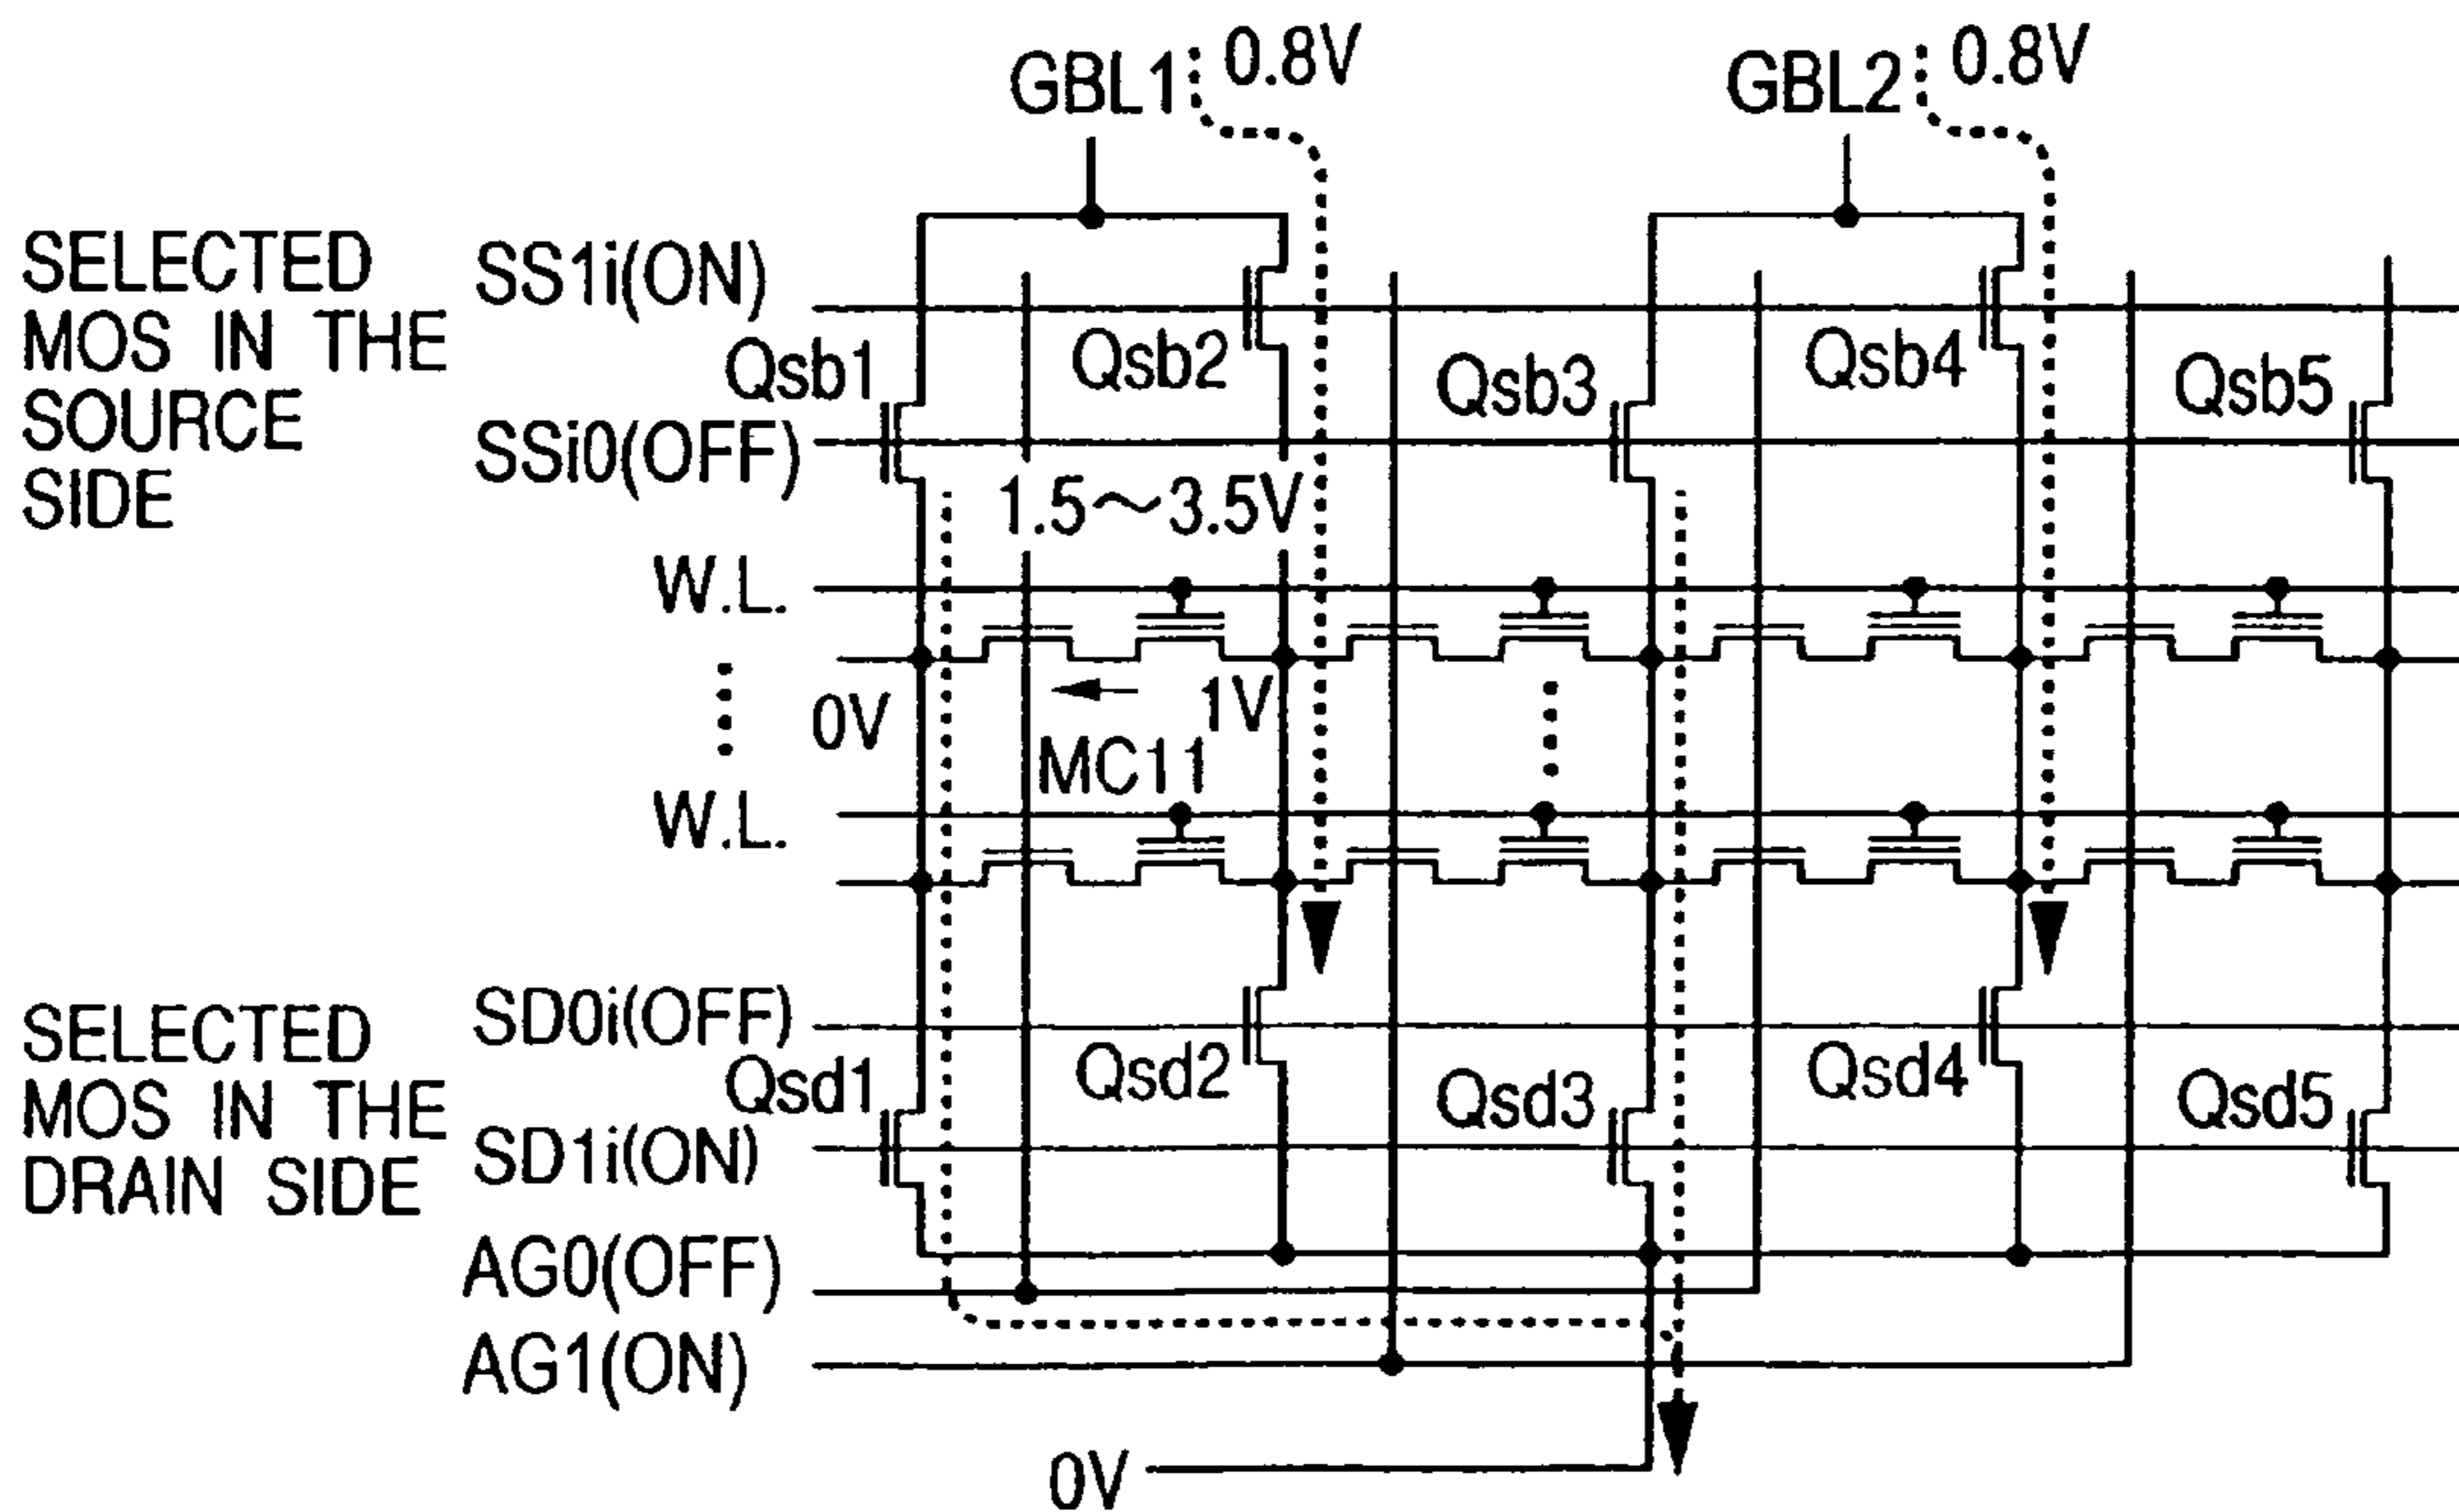 GBL1 0.8V GBL2 0.8V
SELECTED
MOS IN THE
SOURCE
SIDE
SS1i(ON)
Qsb1 Qsb2 Qsb3 Qsb4 Qsb5
SSi0(OFF)
1.5～3.5V
W.L.
0V 1V
MC11
W.L.
SELECTED
MOS IN THE
DRAIN SIDE
SD0i(OFF)
Qsd1 Qsd2 Qsd3 Qsd4 Qsd5
SD1i(ON)
AG0(OFF)
AG1(ON)
0V